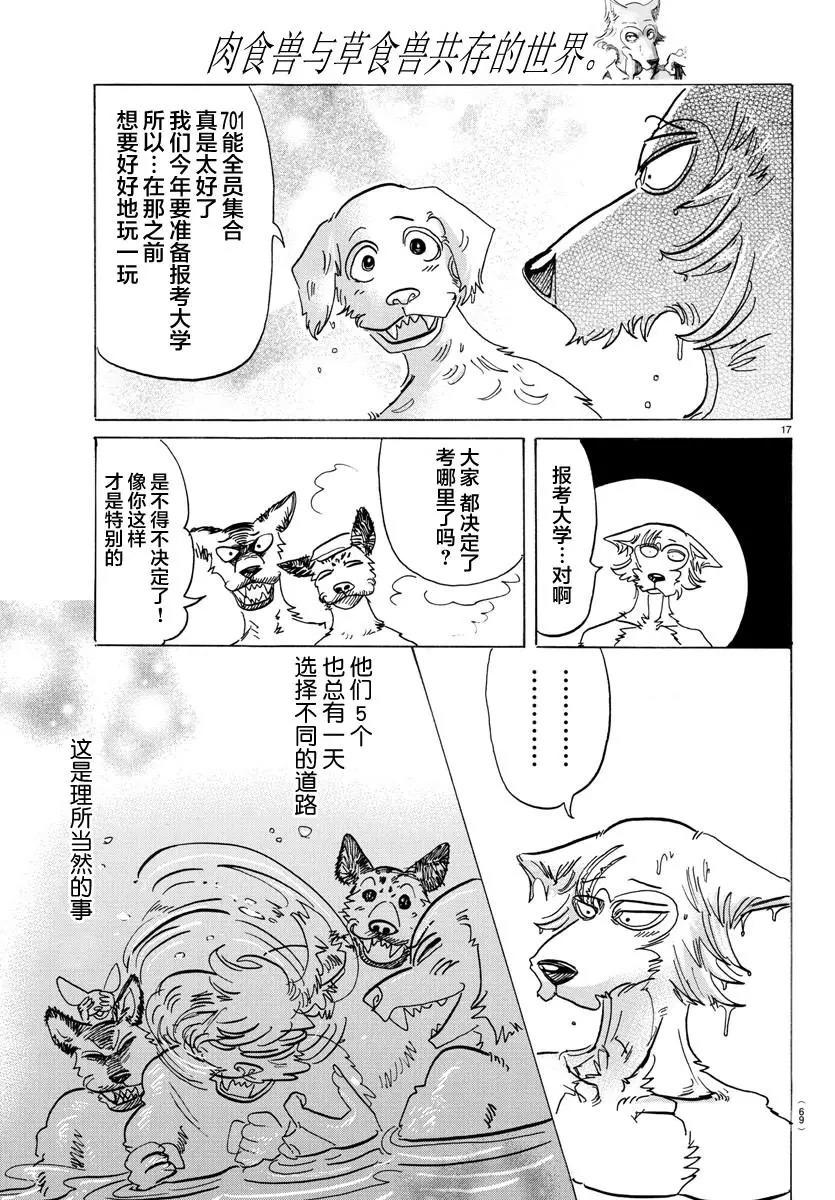 肉食兽与草食兽共存的世界。
701能全员集合
真是太好了
我们今年要准备报考大学
所以…在那之前
想要好好地玩一玩
17
报考大学…对啊
大家 都决定了
考哪里了吗？
是不得不决定了！
像你这样
才是特别的
…………
他们5个
也总有一天
选择不同的道路
这是理所当然的事
（69）